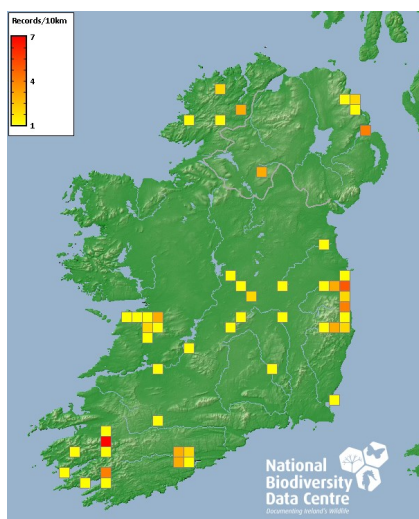 Records/10km
7
4
1
National
Biodiversity
Data Centre
Documenting Ireland's Wildlife